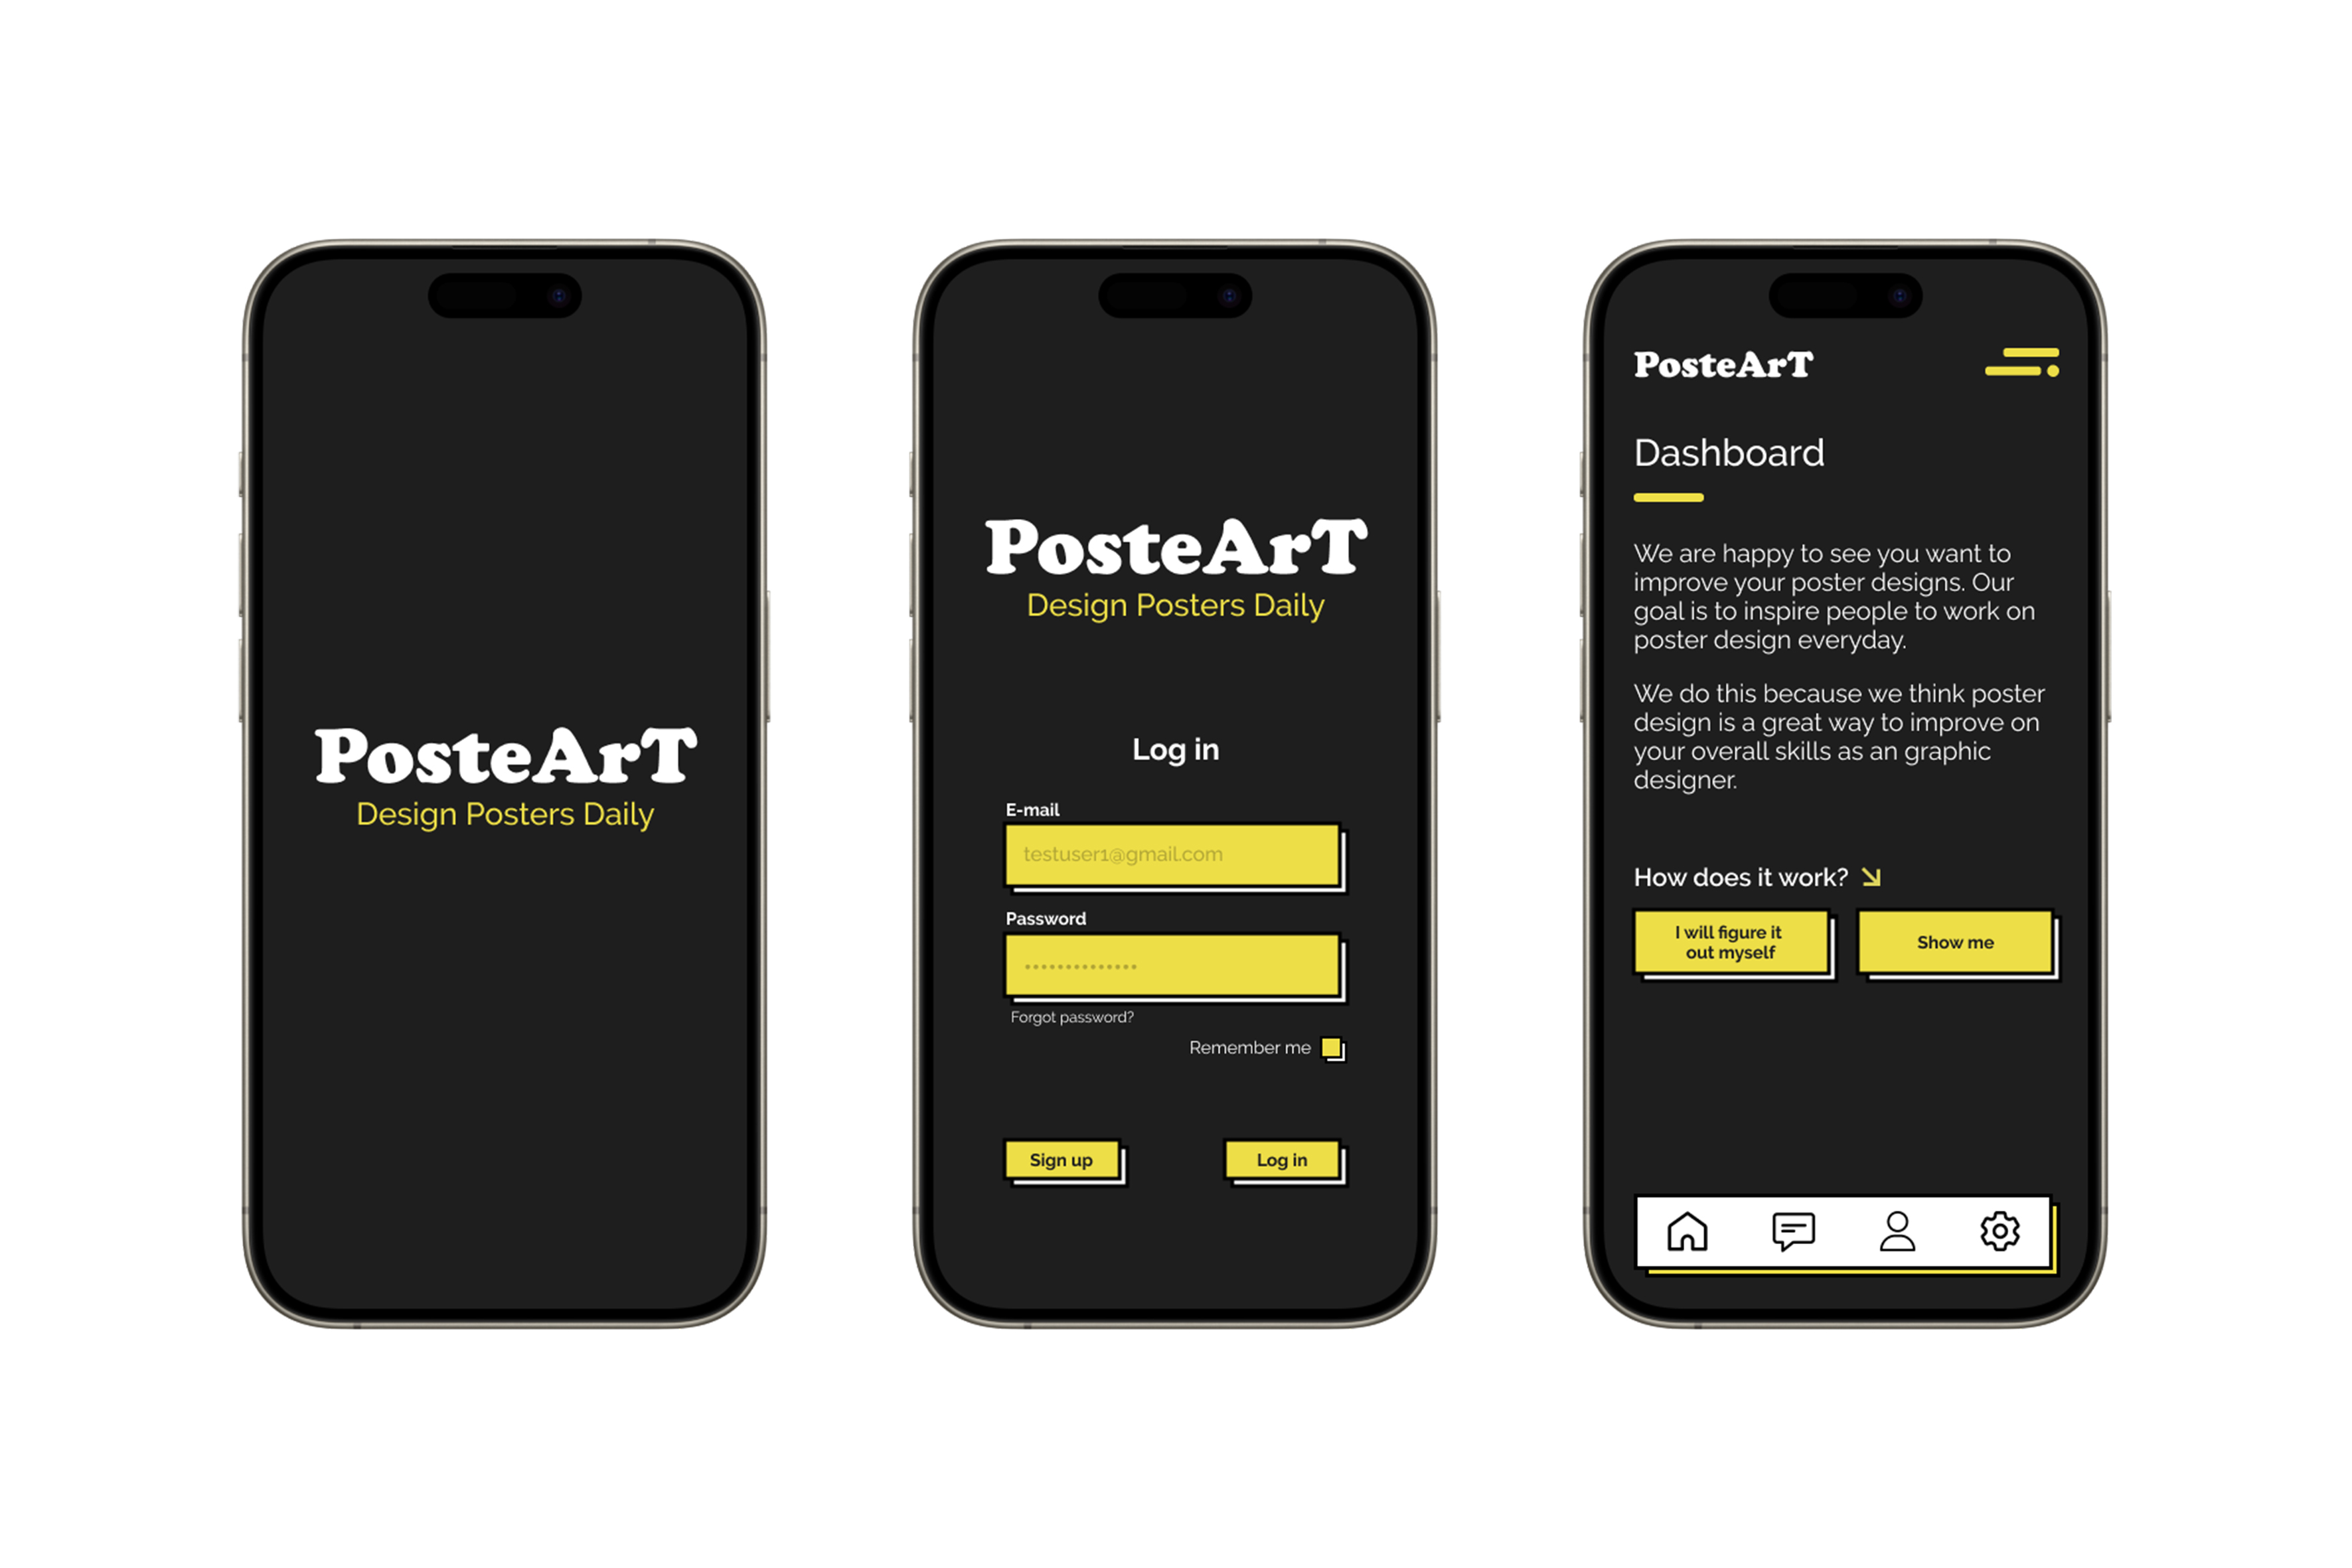 PosteArT
Design Posters Daily
PosteArT
Design Posters Daily
Log in
E-mail
testuser1@gmail.com
Password
Forgot password?
Remember me
Sign up
Log in
PosteArT
Dashboard
We are happy to see you want to
improve your poster designs. Our
goal is to inspire people to work on
poster design everyday.
We do this because we think poster
design is a great way to improve on
your overall skills as an graphic
designer.
How does it work?
I will figure it
out myself
Show me